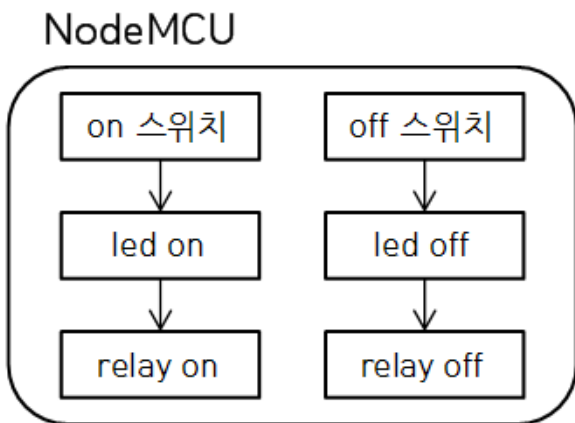 NodeMCU
on 스위치
off 스위치
led on
led off
relay on
relay off